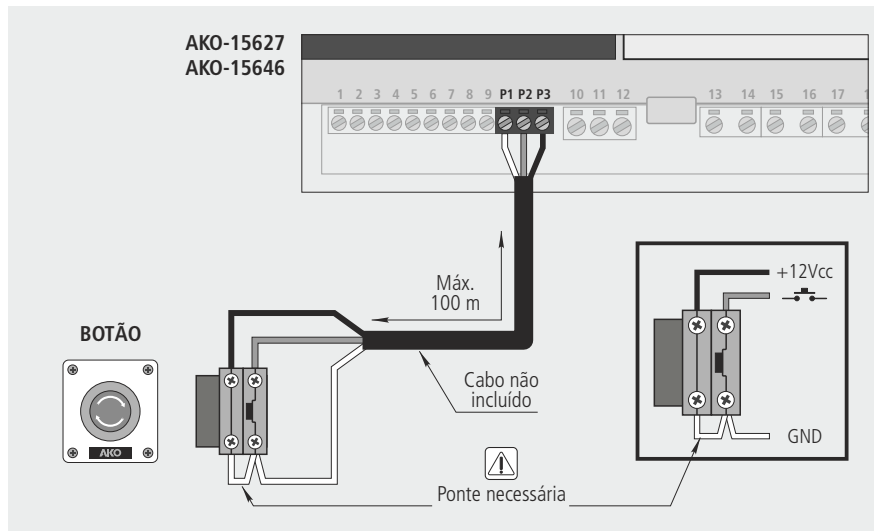 AKO-15627
AKO-15646
1 2 3 4 5 6 7 8 9 P1 P2 P3 10 11 12 13 14 15 16 17
Máx.
100 m
+12Vcc
BOTÃO
Cabo não
incluído
AKO
GND
Ponte necessária